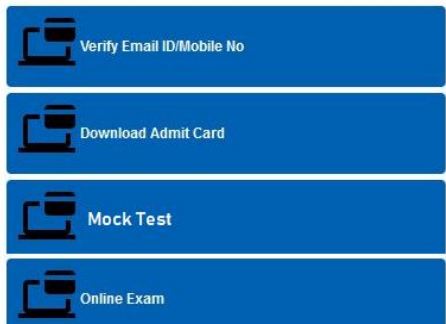 Verify Email ID/Mobile No
Download Admit Card
Mock Test
Online Exam